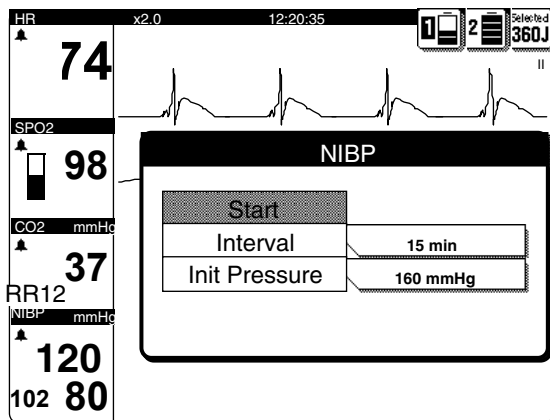 HR x2.0 12:20:35 1 2 Selected
360J
74
II
SPO2
98
NIBP
Start
Interval 15 min
Init Pressure 160 mmHg
CO2 mmHg
37
RR12
NIBP mmHg
120
102 80